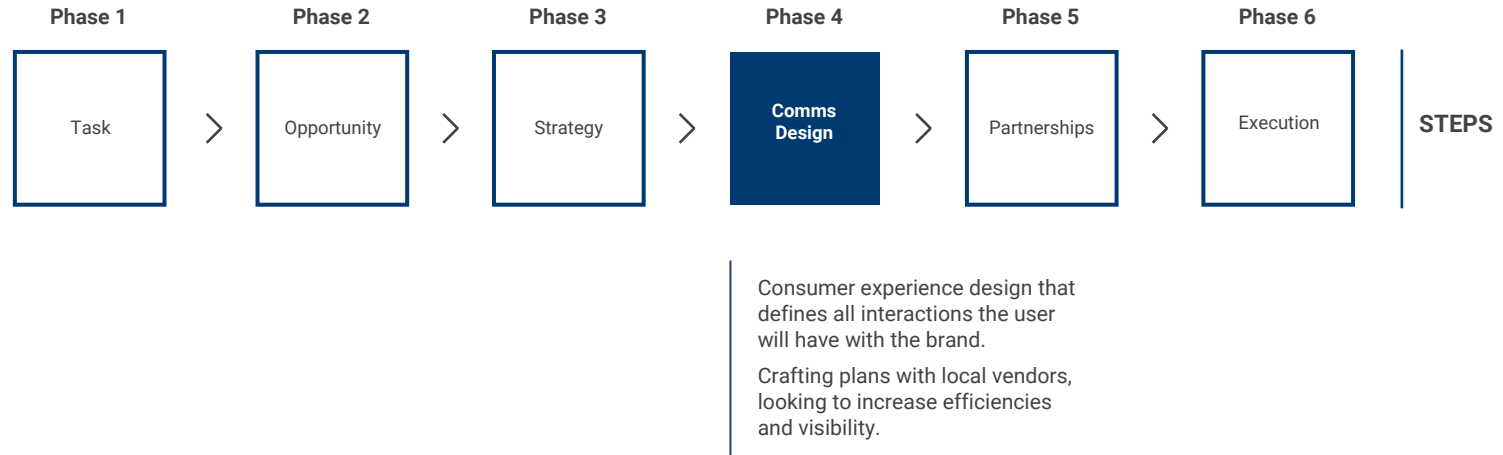 Phase 1
Phase 2
Phase 3
Phase 4
Phase 5
Phase 6
Task
Opportunity
Strategy
Comms
Design
Partnerships
Execution
STEPS
Consumer experience design that
defines all interactions the user
will have with the brand.
Crafting plans with local vendors,
looking to increase efficiencies
and visibility.